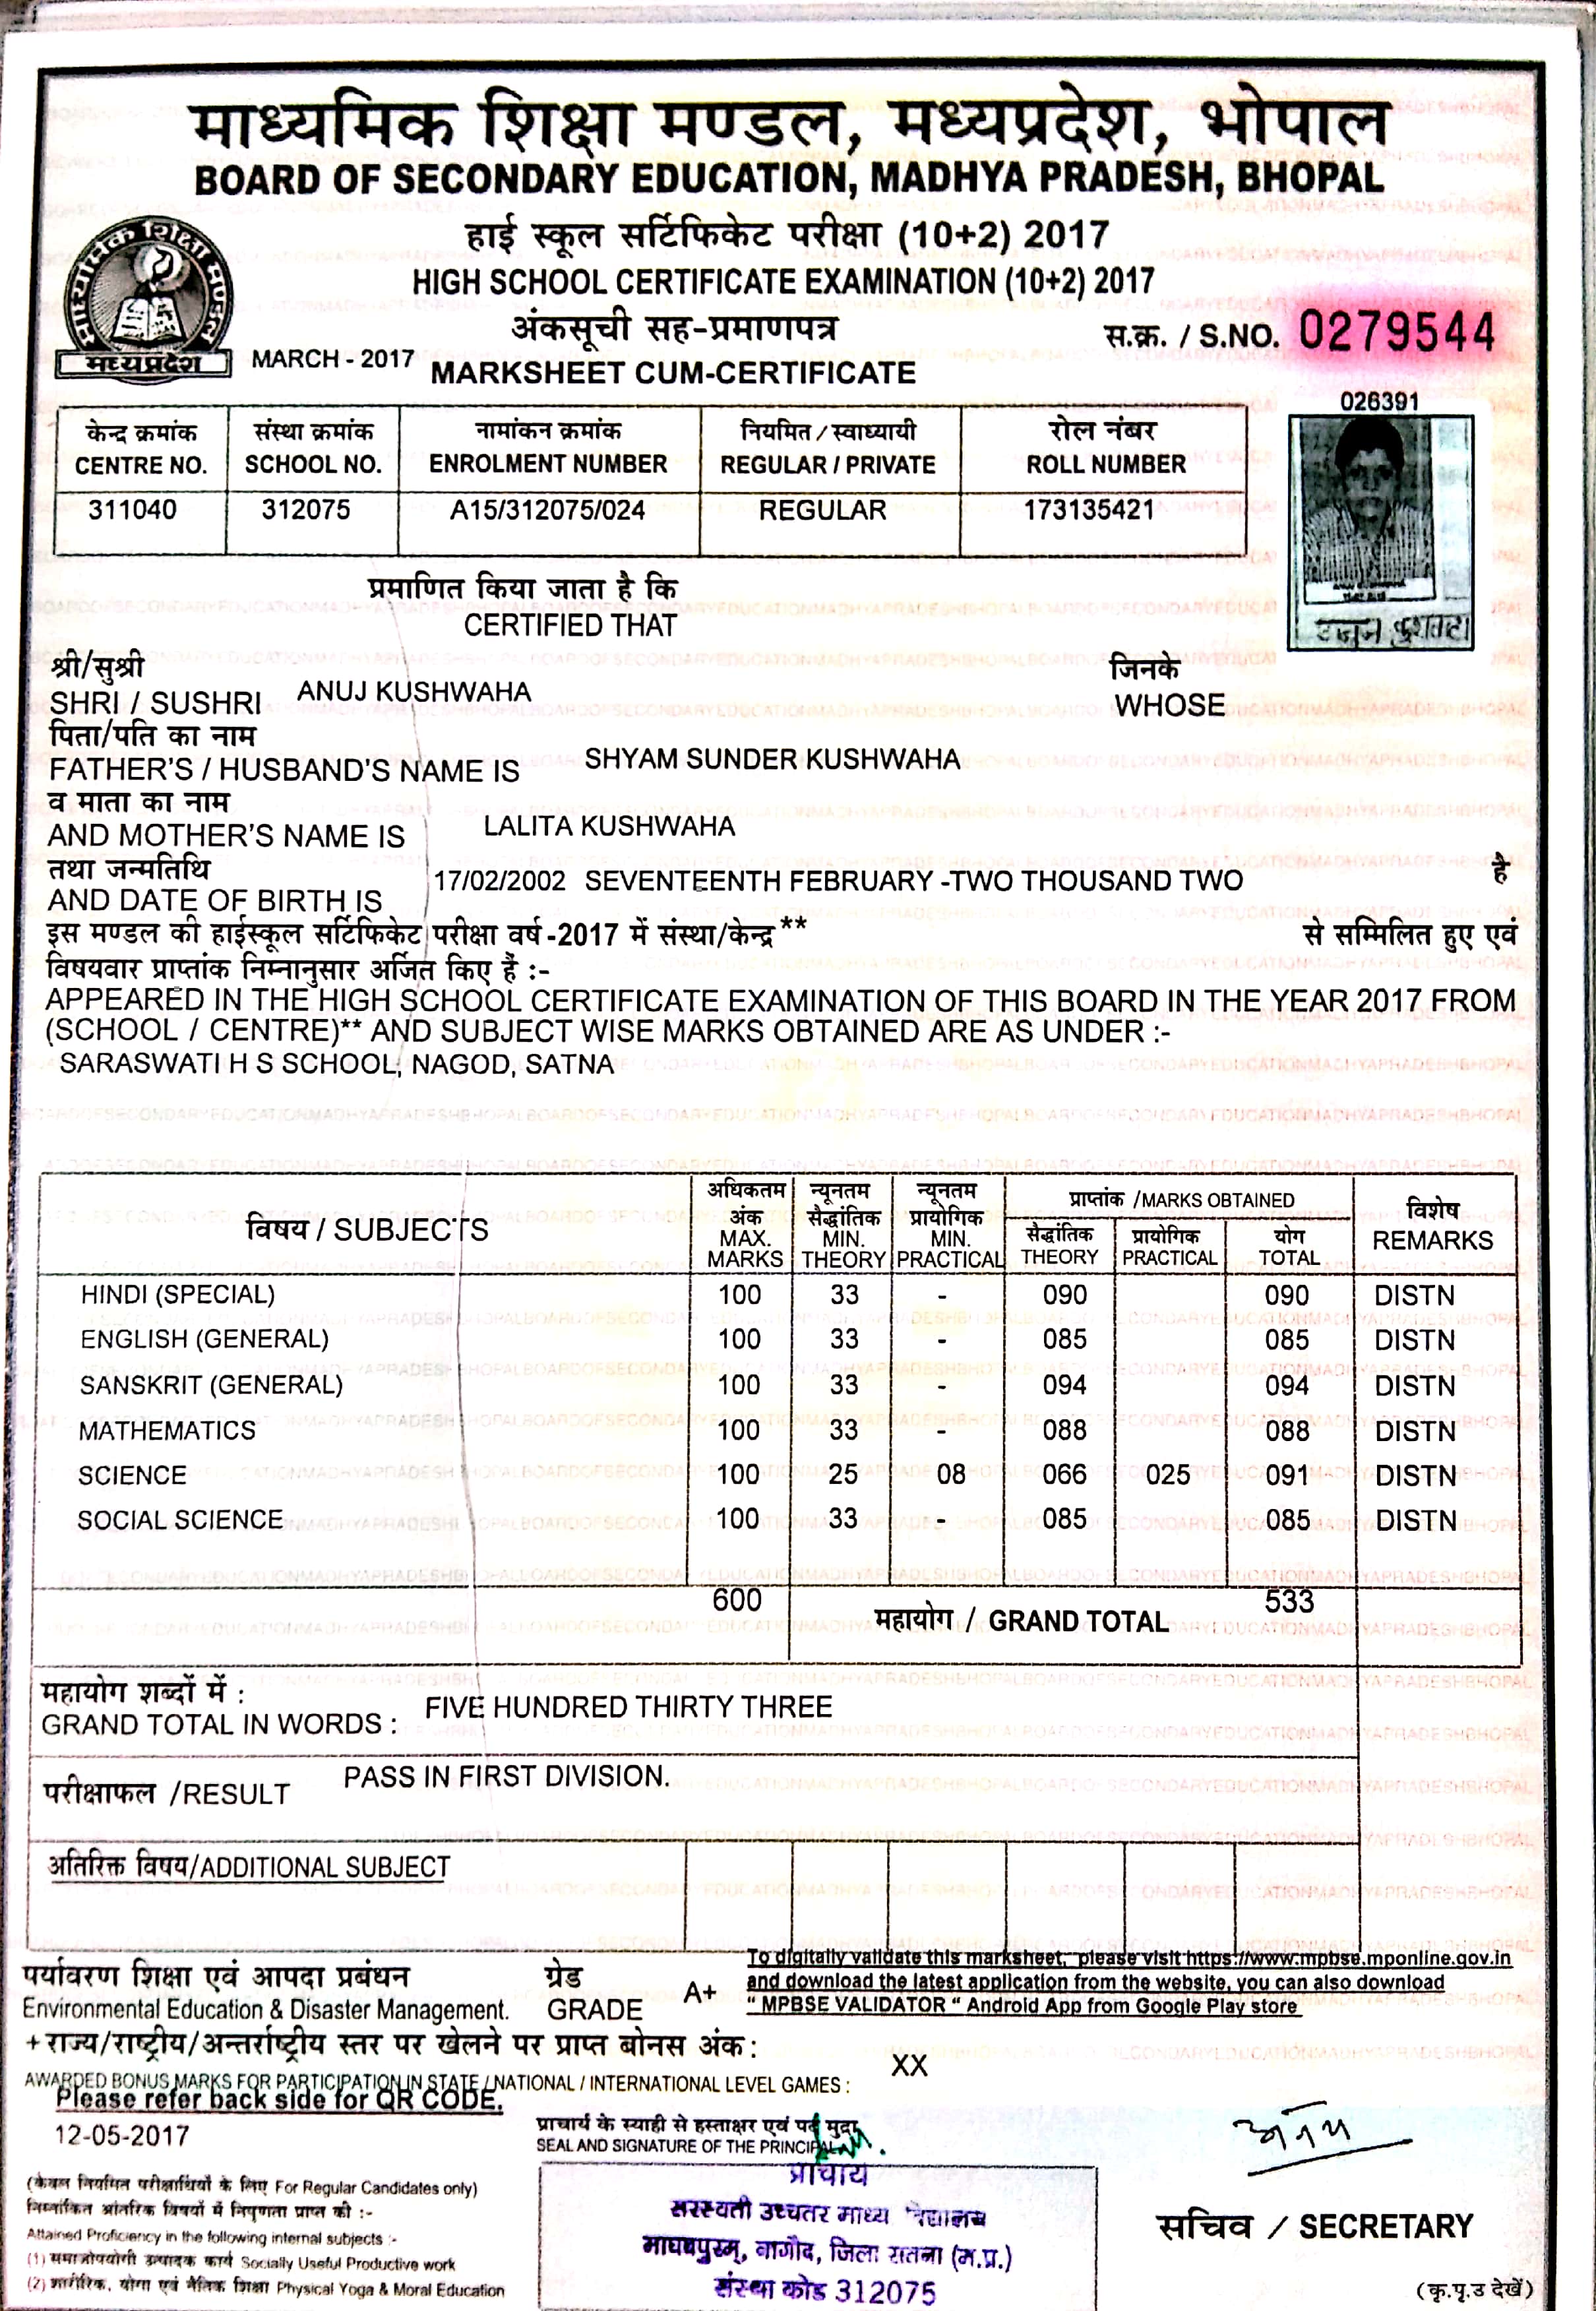 माध्यमिक शिक्षा मण्डल, मध्यप्रदेश, भोपाल
BOARD OF SECONDARY EDUCATION, MADHYA PRADESH, BHOPAL
हाई स्कूल सर्टिफिकेट परीक्षा (10+2) 2017
HIGH SCHOOL CERTIFICATE EXAMINATION (10+2) 2017
अंकसूची सह-प्रमाणपत्र
स.क्र. / S.NO. 0279544
माध्यमिक शिक्षा मण्डल
मध्यप्रदेश
MARCH - 2017 MARKSHEET CUM-CERTIFICATE
026391
केन्द्र क्रमांक संस्था क्रमांक नामांकन क्रमांक नियमित / स्वाध्यायी रोल नंबर
CENTRE NO. SCHOOL NO. ENROLMENT NUMBER REGULAR / PRIVATE ROLL NUMBER
311040 312075 A15/312075/024 REGULAR 173135421
प्रमाणित किया जाता है कि
CERTIFIED THAT
श्री/सुश्री जिनके
SHRI / SUSHRI ANUJ KUSHWAHA WHOSE
पिता/पति का नाम
FATHER'S / HUSBAND'S NAME IS SHYAM SUNDER KUSHWAHA
व माता का नाम
AND MOTHER'S NAME IS LALITA KUSHWAHA
तथा जन्मतिथि है
AND DATE OF BIRTH IS 17/02/2002 SEVENTEENTH FEBRUARY -TWO THOUSAND TWO
इस मण्डल की हाईस्कूल सर्टिफिकेट परीक्षा वर्ष-2017 में संस्था/केन्द्र** से सम्मिलित हुए एवं
विषयवार प्राप्तांक निम्नानुसार अर्जित किए हैं :-
APPEARED IN THE HIGH SCHOOL CERTIFICATE EXAMINATION OF THIS BOARD IN THE YEAR 2017 FROM
(SCHOOL / CENTRE)** AND SUBJECT WISE MARKS OBTAINED ARE AS UNDER :-
SARASWATI H S SCHOOL, NAGOD, SATNA
विषय / SUBJECTS अधिकतम अंक MAX. MARKS न्यूनतम सैद्धांतिक MIN. THEORY न्यूनतम प्रायोगिक MIN. PRACTICAL प्राप्तांक /MARKS OBTAINED विशेष REMARKS
सैद्धांतिक THEORY प्रायोगिक PRACTICAL योग TOTAL
HINDI (SPECIAL) 100 33 - 090 090 DISTN
ENGLISH (GENERAL) 100 33 - 085 085 DISTN
SANSKRIT (GENERAL) 100 33 - 094 094 DISTN
MATHEMATICS 100 33 - 088 088 DISTN
SCIENCE 100 25 08 066 025 091 DISTN
SOCIAL SCIENCE 100 33 - 085 085 DISTN
600 महायोग / GRAND TOTAL 533
महायोग शब्दों में :
GRAND TOTAL IN WORDS : FIVE HUNDRED THIRTY THREE
परीक्षाफल /RESULT PASS IN FIRST DIVISION.
अतिरिक्त विषय/ADDITIONAL SUBJECT
पर्यावरण शिक्षा एवं आपदा प्रबंधन ग्रेड
Environmental Education & Disaster Management. GRADE A+
To digitally validate this marksheet, please visit https://www.mpbse.mponline.gov.in
and download the latest application from the website, you can also download
“ MPBSE VALIDATOR “ Android App from Google Play store
+राज्य/राष्ट्रीय/अन्तर्राष्ट्रीय स्तर पर खेलने पर प्राप्त बोनस अंक :
AWARDED BONUS MARKS FOR PARTICIPATION IN STATE / NATIONAL / INTERNATIONAL LEVEL GAMES : XX
Please refer back side for QR CODE.
12-05-2017
प्राचार्य के स्याही से हस्ताक्षर एवं पद मुद्रा
SEAL AND SIGNATURE OF THE PRINCIPAL
प्राचार्य
सरस्वती उच्चतर माध्य
माधवपुरम्, नागौद, जिला सतना (म.प्र.)
संस्था कोड 312075
सचिव / SECRETARY
(केवल नियमित परीक्षार्थियों के लिए For Regular Candidates only)
निम्नांकित आंतरिक विषयों में निपुणता प्राप्त की :-
Attained Proficiency in the following internal subjects :-
(1) समाजोपयोगी उत्पादक कार्य Socially Useful Productive work
(2) शारीरिक, योगा एवं नैतिक शिक्षा Physical Yoga & Moral Education
(कृ.पृ.उ देखें)